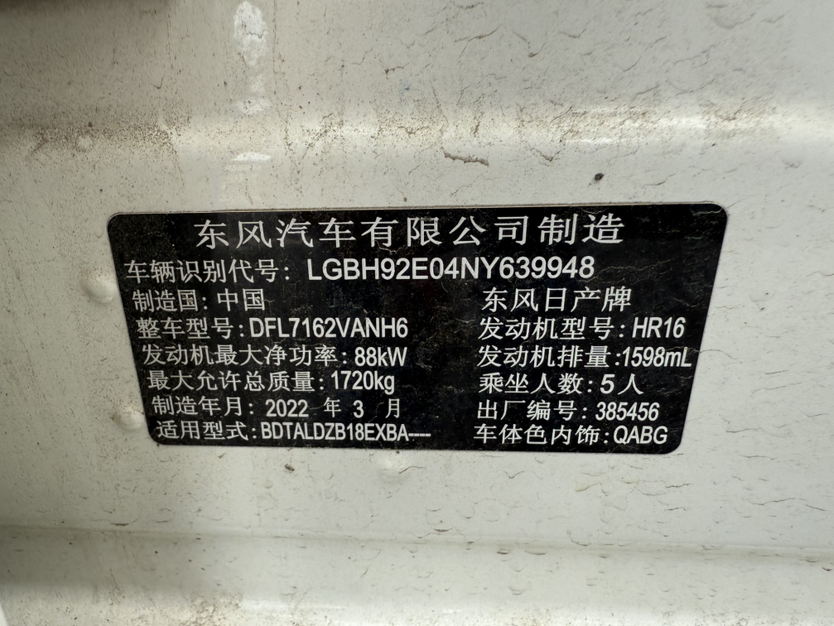 东风汽车有限公司制造
车辆识别代号：LGBH92E04NY639948
制造国：中国 东风日产牌
整车型号：DFL7162VANH6 发动机型号：HR16
发动机最大净功率：88kW 发动机排量：1598mL
最大允许总质量：1720kg 乘坐人数：5人
制造年月：2022 年 3 月 出厂编号：385456
适用型式：BDTALDZB18EXBA---- 车体色内饰：QABG